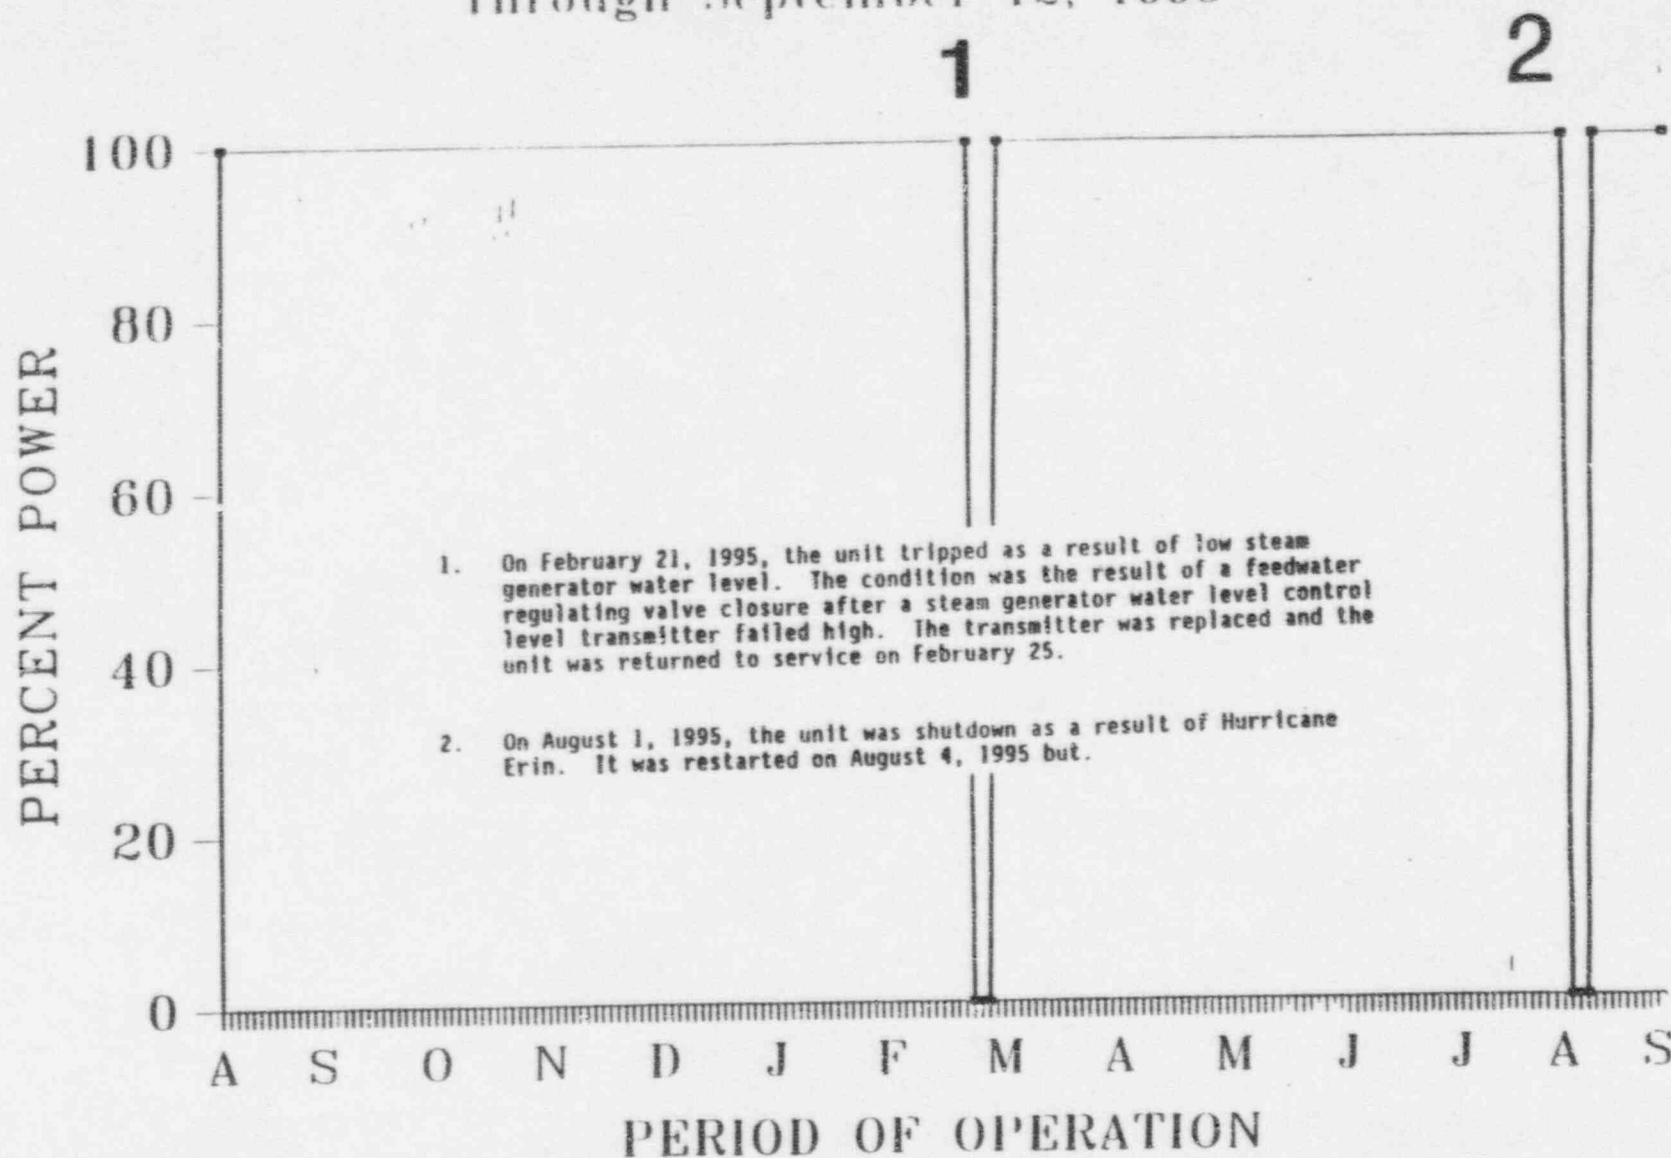 1 2
100
80
60
40
20
0
PERCENT POWER
1. On February 21, 1995, the unit tripped as a result of low steam
generator water level. The condition was the result of a feedwater
regulating valve closure after a steam generator water level control
level transmitter failed high. The transmitter was replaced and the
unit was returned to service on February 25.
2. On August 1, 1995, the unit was shutdown as a result of Hurricane
Erin. It was restarted on August 4, 1995 but.
A S O N D J F M A M J J A S
PERIOD OF OPERATION